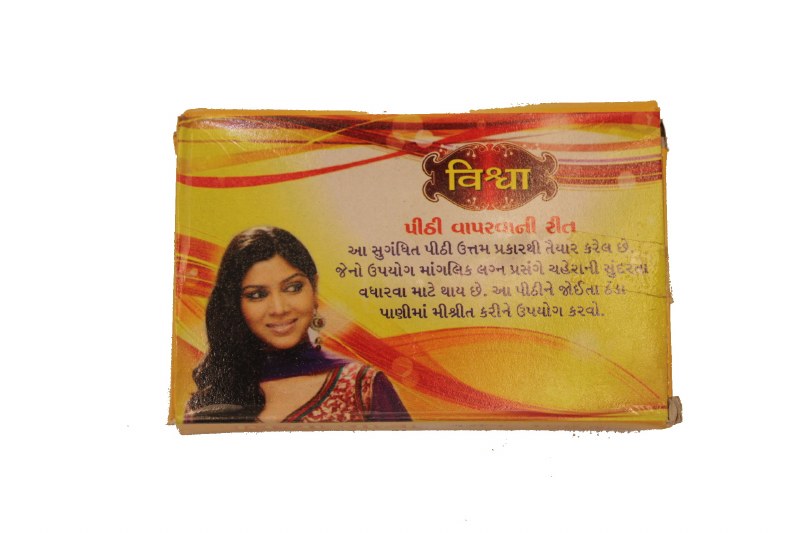 વિશ્વા
પીઠી વાપરવાની રીત
આ સુગંધિત પીઠી ઉત્તમ પ્રકારથી તૈયાર કરેલ છે.
જેનો ઉપયોગ માંગલિક લગ્ન પ્રસંગે ચહેરાની સુંદરતા
વધારવા માટે થાય છે. આ પીઠીને જોઈતા ઠંડા
પાણીમાં મીશ્રીત કરીને ઉપયોગ કરવો.